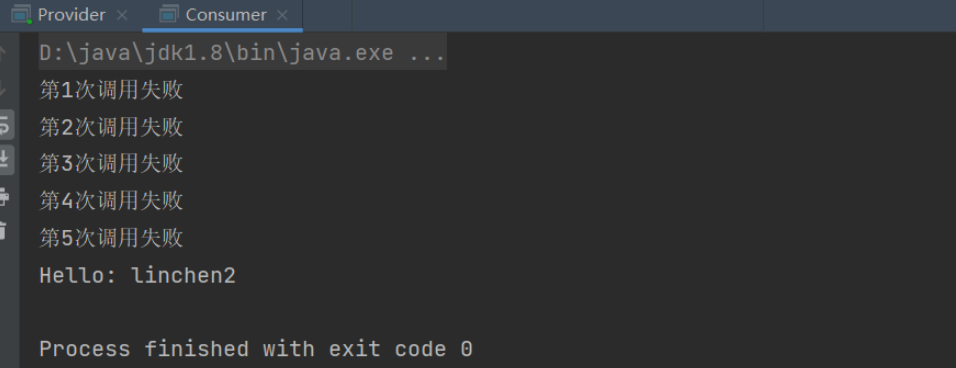 Provider × Consumer ×
D:\java\jdk1.8\bin\java.exe ...
第1次调用失败
第2次调用失败
第3次调用失败
第4次调用失败
第5次调用失败
Hello: linchen2
Process finished with exit code 0